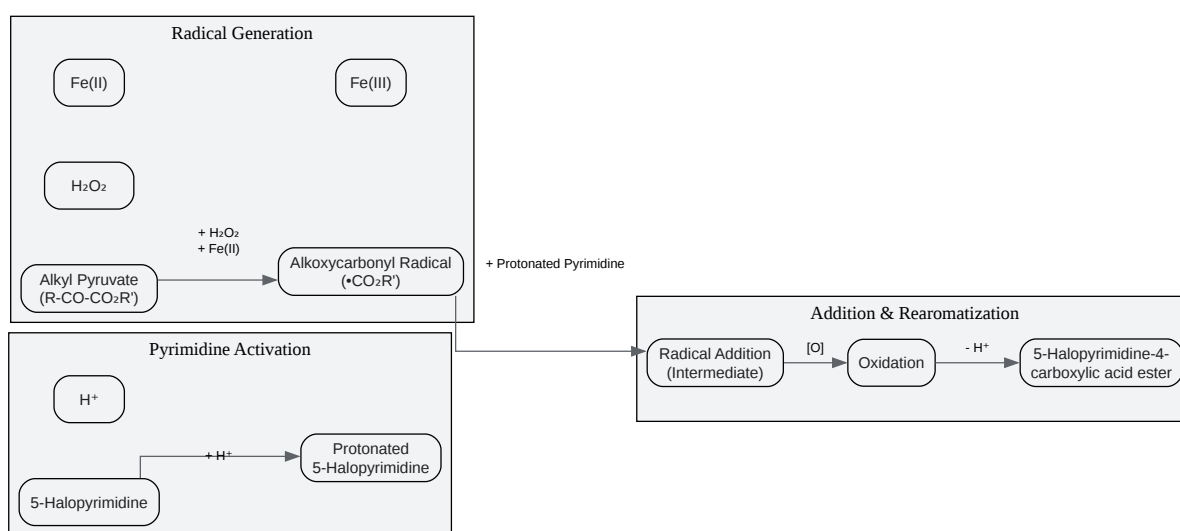 Radical Generation
Fe(II)
Fe(III)
H₂O₂
+ H₂O₂
+ Fe(II)
Alkyl Pyruvate
(R-CO-CO₂R')
Alkoxycarbonyl Radical
(•CO₂R')
+ Protonated Pyrimidine
Pyrimidine Activation
H⁺
+ H⁺
5-Halopyrimidine
Protonated
5-Halopyrimidine
Addition & Rearomatization
Radical Addition
(Intermediate)
[O]
Oxidation
- H⁺
5-Halopyrimidine-4-
carboxylic acid ester